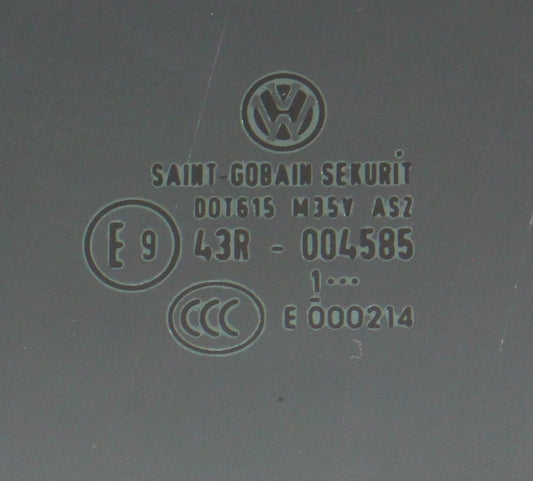 SAINT-GOBAIN SEKURIT
DOT615 M35V AS2
E 9 43R - 004585
1...
CCC E 000214